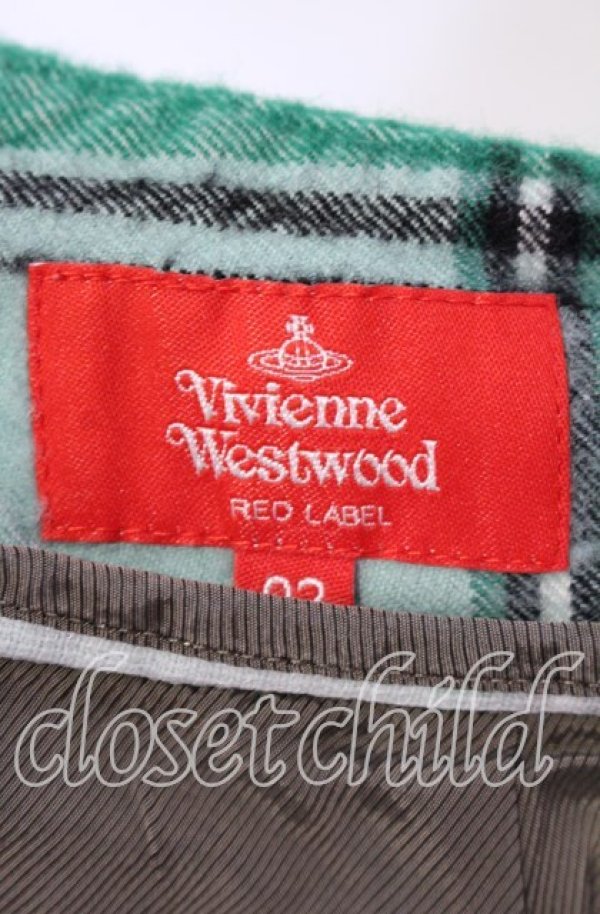 Vivienne
Westwood
RED LABEL
closet child